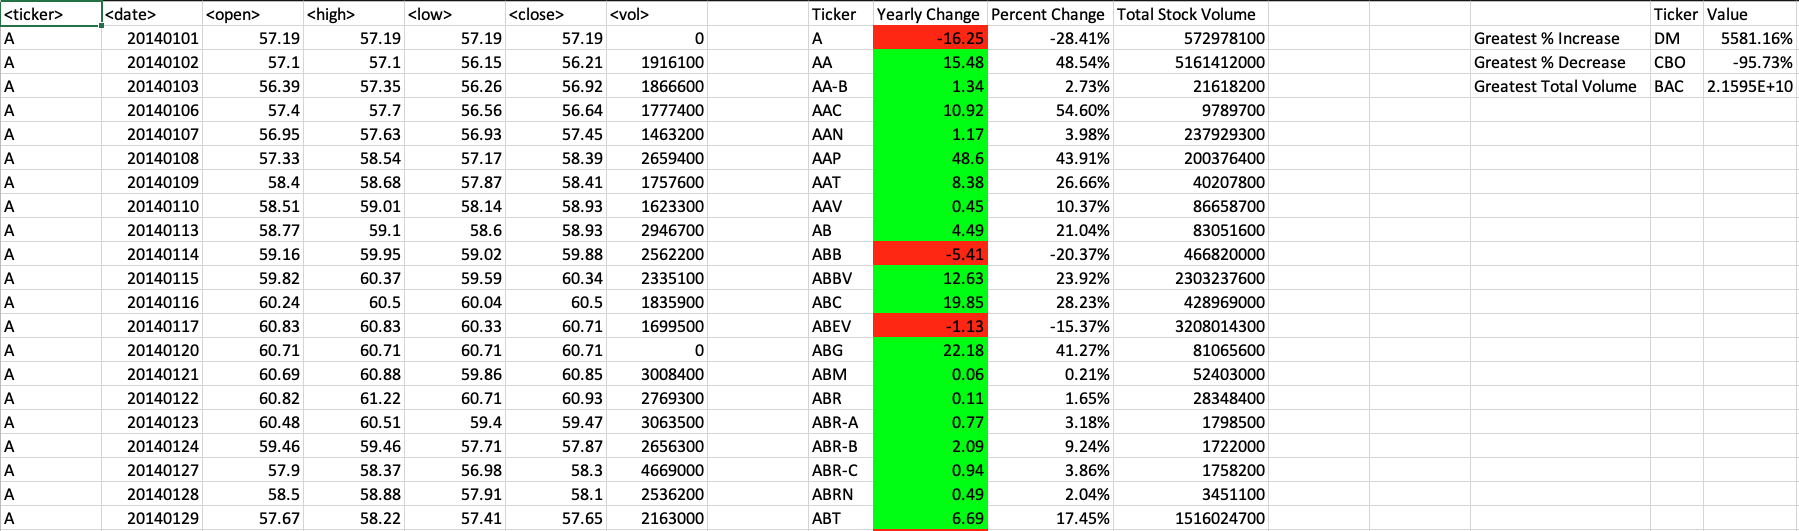 <ticker> <date> <open> <high> <low> <close> <vol> Ticker Yearly Change Percent Change Total Stock Volume Ticker Value
A 20140101 57.19 57.19 57.19 57.19 0 A -16.25 -28.41% 572978100 Greatest % Increase DM 5581.16%
A 20140102 57.1 57.1 56.15 56.21 1916100 AA 15.48 48.54% 5161412000 Greatest % Decrease CBO -95.73%
A 20140103 56.39 57.35 56.26 56.92 1866600 AA-B 1.34 2.73% 21618200 Greatest Total Volume BAC 2.1595E+10
A 20140106 57.4 57.7 56.56 56.64 1777400 AAC 10.92 54.60% 9789700
A 20140107 56.95 57.63 56.93 57.45 1463200 AAN 1.17 3.98% 237929300
A 20140108 57.33 58.54 57.17 58.39 2659400 AAP 48.6 43.91% 200376400
A 20140109 58.4 58.68 57.87 58.41 1757600 AAT 8.38 26.66% 40207800
A 20140110 58.51 59.01 58.14 58.93 1623300 AAV 0.45 10.37% 86658700
A 20140113 58.77 59.1 58.6 58.93 2946700 AB 4.49 21.04% 83051600
A 20140114 59.16 59.95 59.02 59.88 2562200 ABB -5.41 -20.37% 466820000
A 20140115 59.82 60.37 59.59 60.34 2335100 ABBV 12.63 23.92% 2303237600
A 20140116 60.24 60.5 60.04 60.5 1835900 ABC 19.85 28.23% 428969000
A 20140117 60.83 60.83 60.33 60.71 1699500 ABEV -1.13 -15.37% 3208014300
A 20140120 60.71 60.71 60.71 60.71 0 ABG 22.18 41.27% 81065600
A 20140121 60.69 60.88 59.86 60.85 3008400 ABM 0.06 0.21% 52403000
A 20140122 60.82 61.22 60.71 60.93 2769300 ABR 0.11 1.65% 28348400
A 20140123 60.48 60.51 59.4 59.47 3063500 ABR-A 0.77 3.18% 1798500
A 20140124 59.46 59.46 57.71 57.87 2656300 ABR-B 2.09 9.24% 1722000
A 20140127 57.9 58.37 56.98 58.3 4669000 ABR-C 0.94 3.86% 1758200
A 20140128 58.5 58.88 57.91 58.1 2536200 ABRN 0.49 2.04% 3451100
A 20140129 57.67 58.22 57.41 57.65 2163000 ABT 6.69 17.45% 1516024700